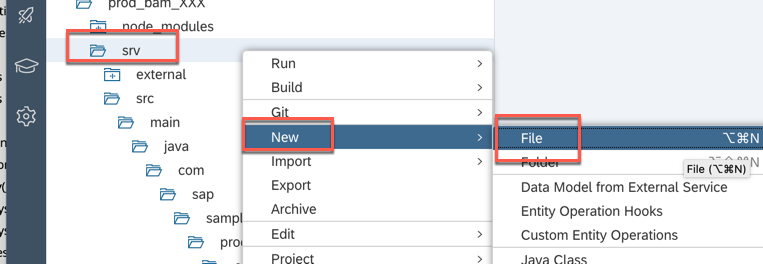 prod_bam_XXX
node_modules
srv
external
src
main
java
com
sap
sampl
proc
Run
Build
Git
New
Import
Export
Archive
Edit
Project
File ⌥⌘N
Folder
File (⌥⌘N)
Data Model from External Service
Entity Operation Hooks
Custom Entity Operations
Java Class